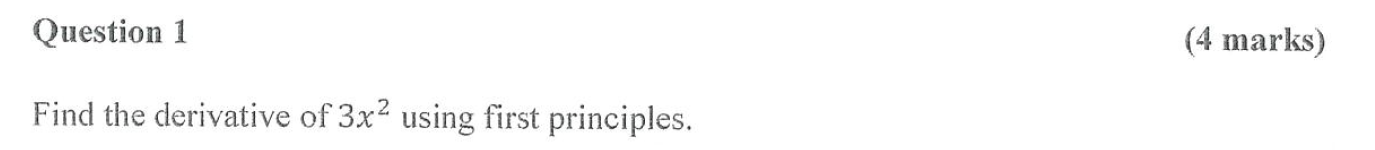 Question 1
(4 marks)
Find the derivative of 3x² using first principles.